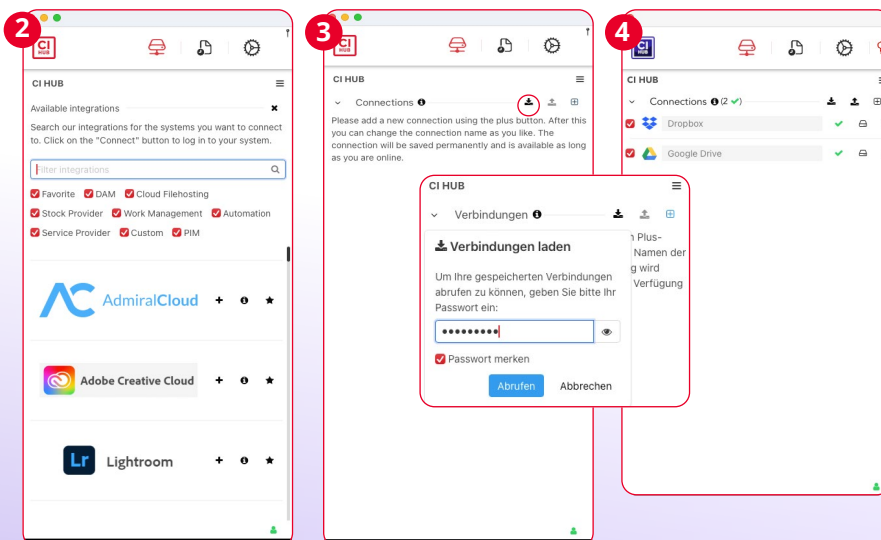 2
CI
HUB
CI HUB
Available integrations
Search our integrations for the systems you want to connect
to. Click on the "Connect" button to log in to your system.
Filter integrations
Favorite DAM Cloud Filehosting
Stock Provider Work Management Automation
Service Provider Custom PIM
AdmiralCloud
Adobe Creative Cloud
Lr Lightroom
3
CI
HUB
CI HUB
Connections
Please add a new connection using the plus button. After this
you can change the connection name as you like. The
connection will be saved permanently and is available as long
as you are online.
CI HUB
Verbindungen
Verbindungen laden
Um Ihre gespeicherten Verbindungen
abrufen zu können, geben Sie bitte Ihr
Passwort ein:
Passwort merken
Abrufen Abbrechen
Plus-
Namen der
g wird
Verfügung
4
CI
HUB
CI HUB
Connections (2)
Dropbox
Google Drive